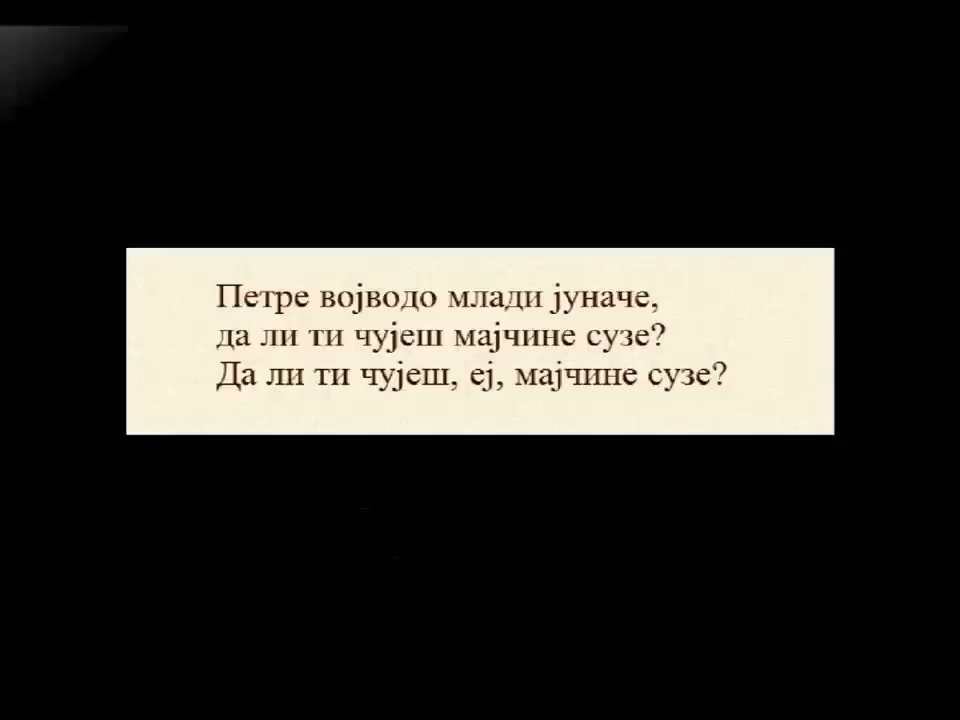 Петре војводо млади јуначе,
да ли ти чујеш мајчине сузе?
Да ли ти чујеш, еј, мајчине сузе?